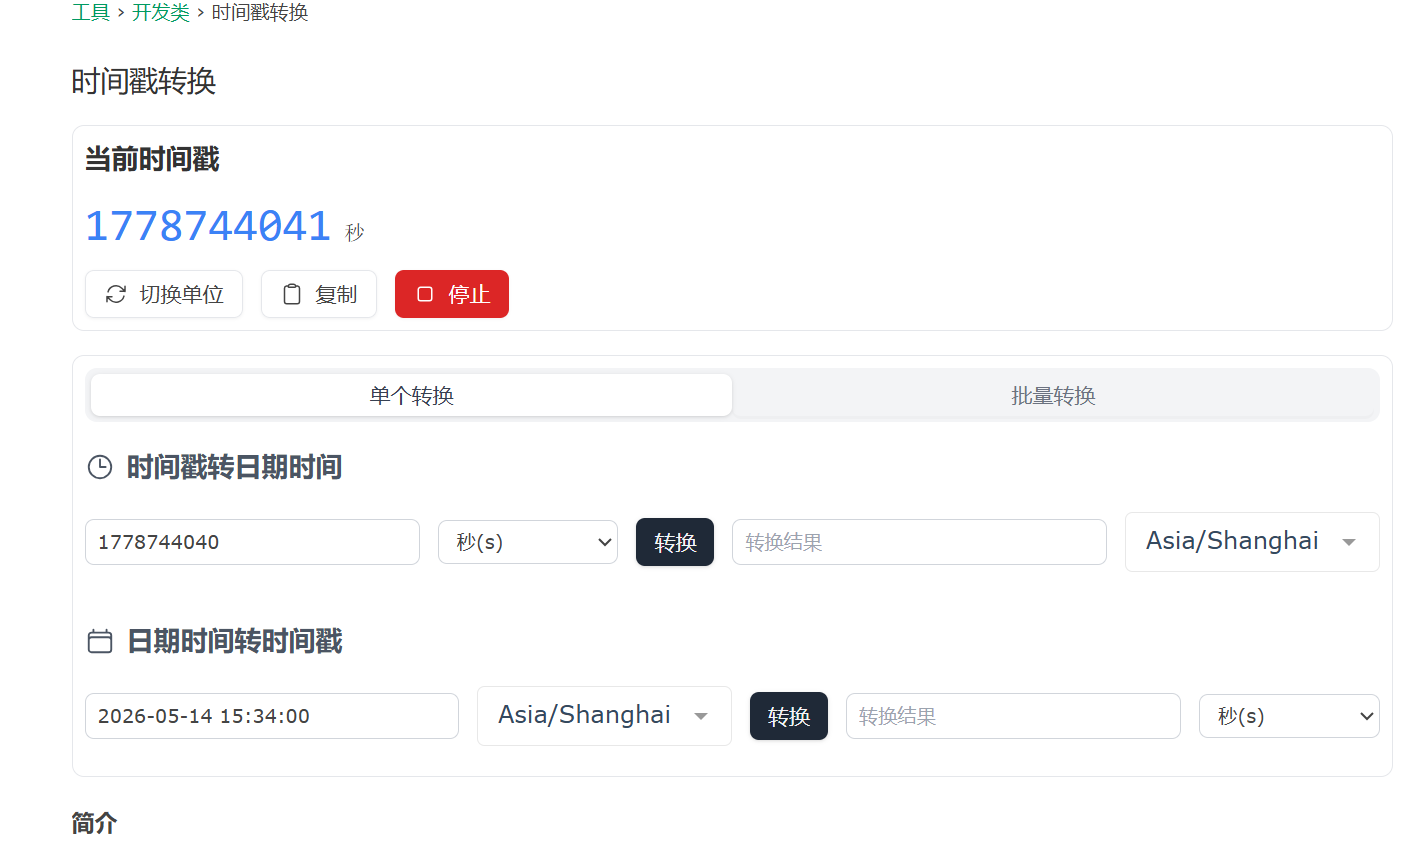 工具 › 开发类 › 时间戳转换
时间戳转换
当前时间戳
1778744041 秒
切换单位 复制 停止
单个转换 批量转换
时间戳转日期时间
1778744040 秒(s) 转换 转换结果 Asia/Shanghai
日期时间转时间戳
2026-05-14 15:34:00 Asia/Shanghai 转换 转换结果 秒(s)
简介